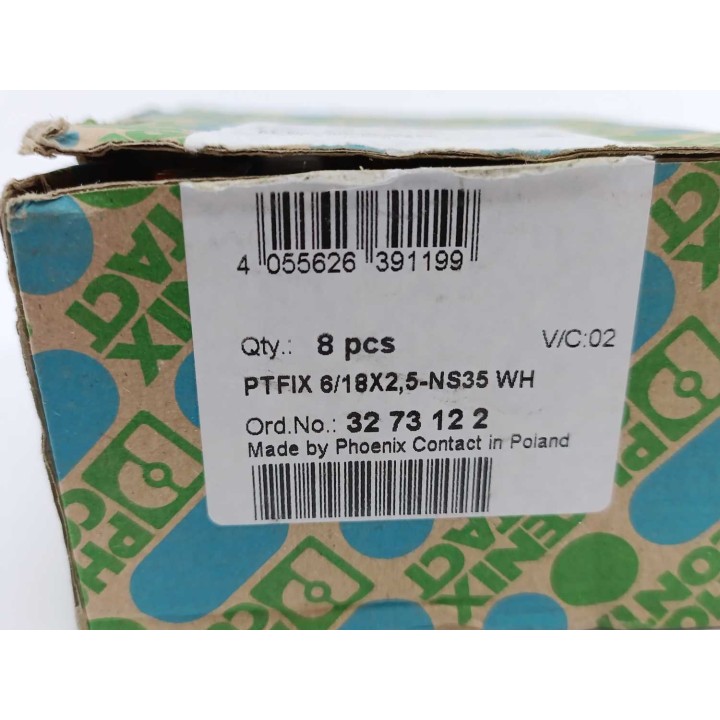 4 055626 391199
Qty.: 8 pcs V/C:02
PTFIX 6/18X2,5-NS35 WH
Ord.No.: 32 73 12 2
Made by Phoenix Contact in Poland